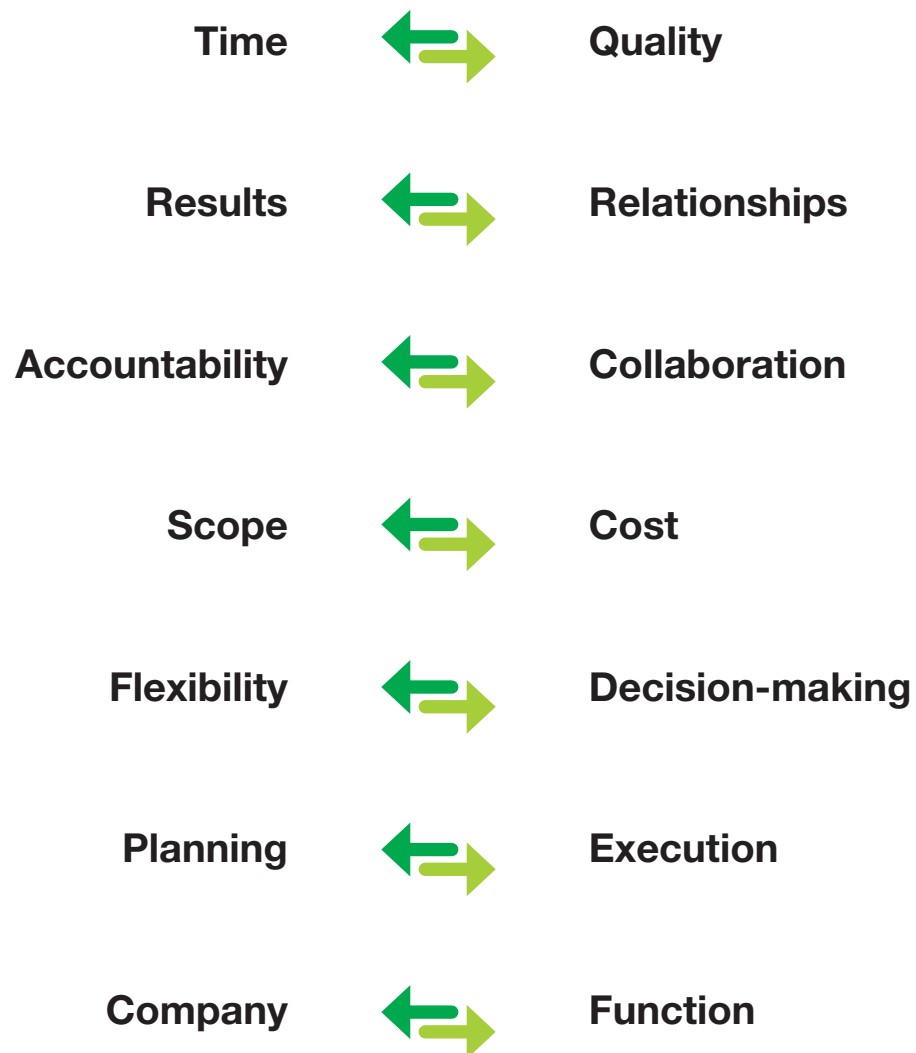 Time Quality
Results Relationships
Accountability Collaboration
Scope Cost
Flexibility Decision-making
Planning Execution
Company Function